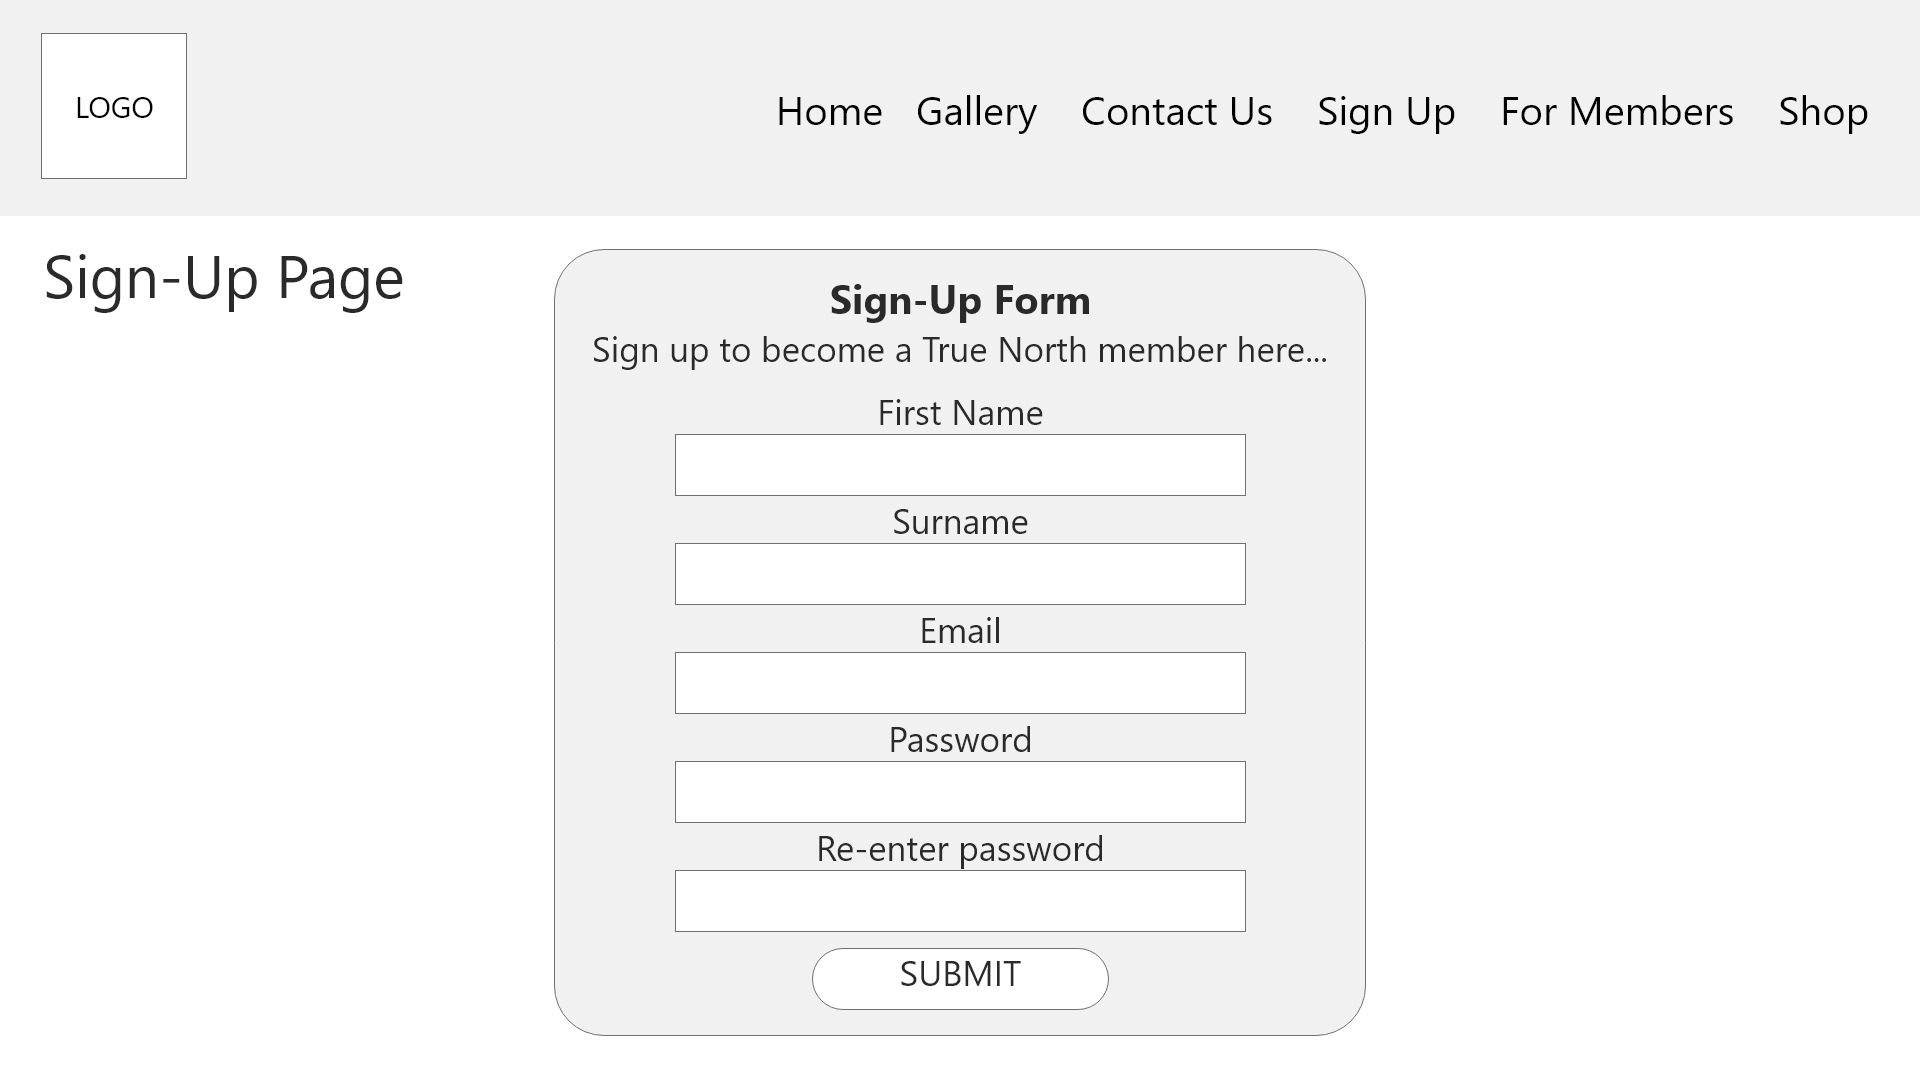 LOGO
Home Gallery Contact Us Sign Up For Members Shop
Sign-Up Page
Sign-Up Form
Sign up to become a True North member here...
First Name
Surname
Email
Password
Re-enter password
SUBMIT